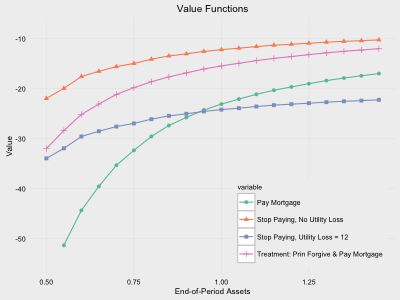 Value Functions
-10
-20
-30
-40
-50
Value
0.50
0.75
1.00
1.25
End-of-Period Assets
variable
Pay Mortgage
Stop Paying, No Utility Loss
Stop Paying, Utility Loss = 12
Treatment: Prin Forgive & Pay Mortgage